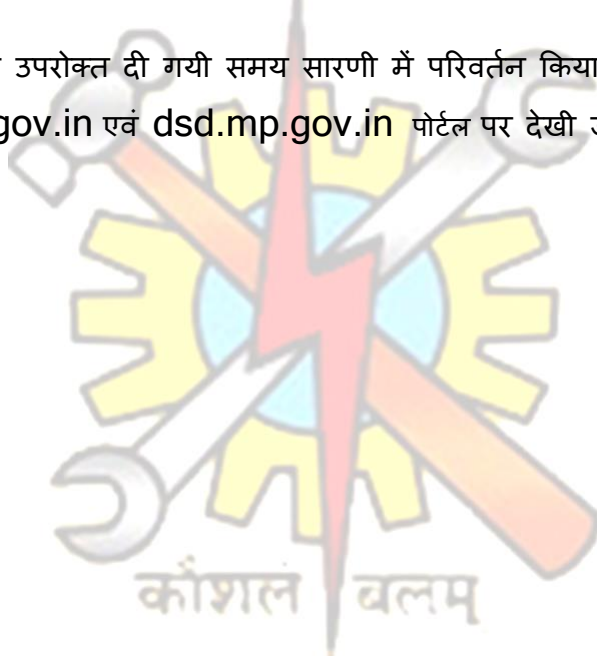 उपरोक्त दी गयी समय सारणी में परिवर्तन किया
gov.in एवं dsd.mp.gov.in पोर्टल पर देखी
कौशलं बलम्